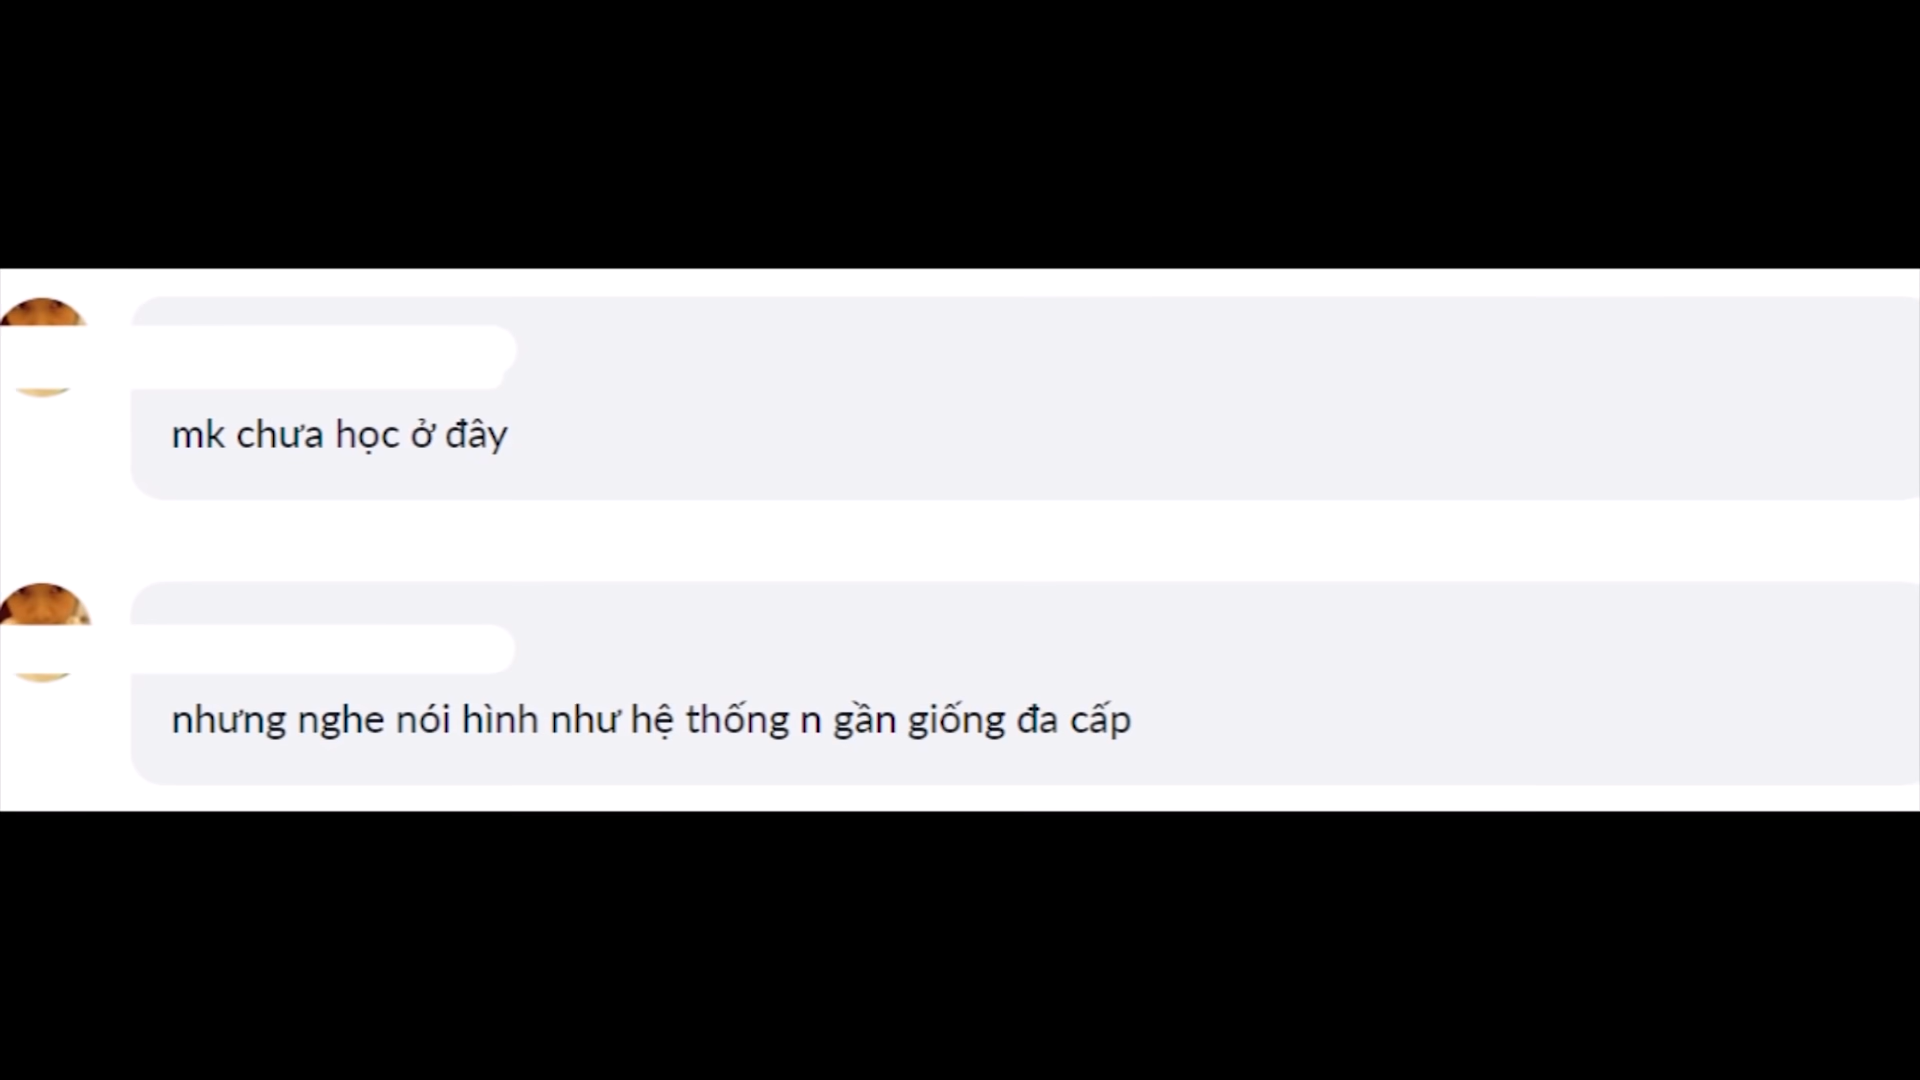 mk chưa học ở đây
nhưng nghe nói hình như hệ thống n gần giống đa cấp